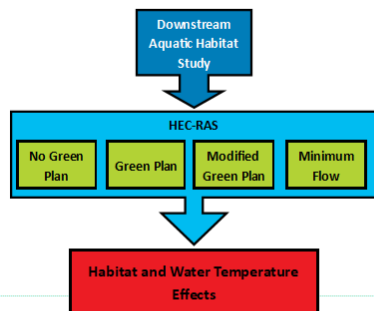 Downstream
Aquatic Habitat
Study
HEC-RAS
No Green
Plan
Green Plan
Modified
Green Plan
Minimum
Flow
Habitat and Water Temperature
Effects